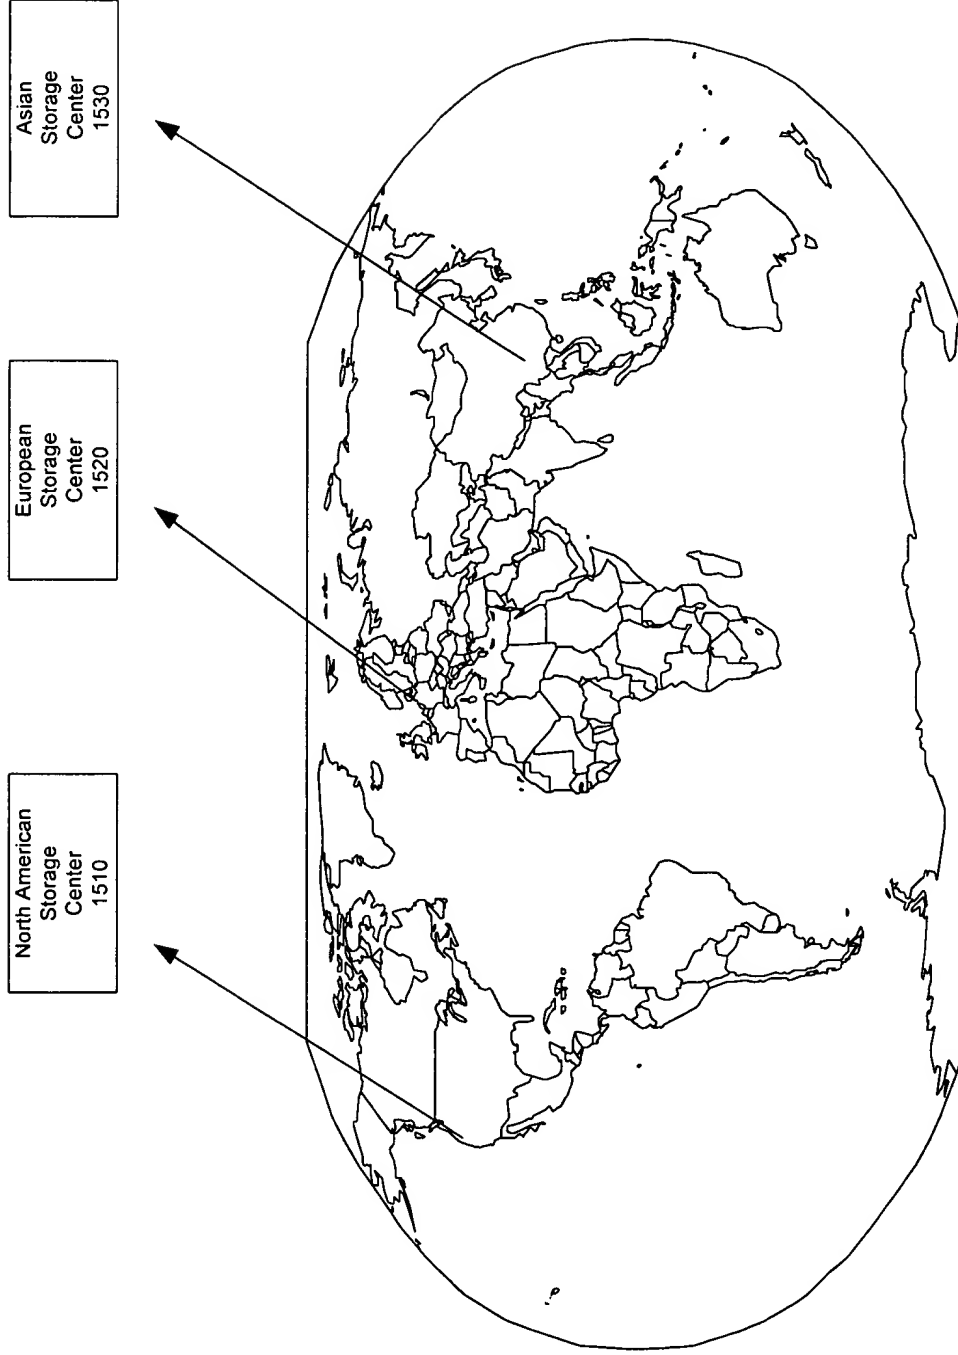 North American
Storage
Center
1510
European
Storage
Center
1520
Asian
Storage
Center
1530